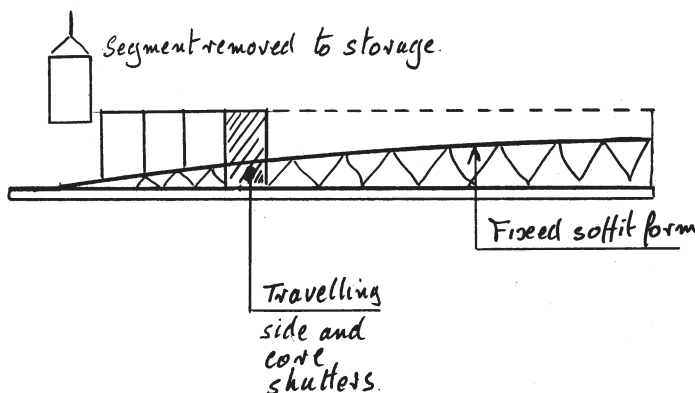 Segment removed to storage.
Fixed soffit form
Travelling
side and
core
shutters.